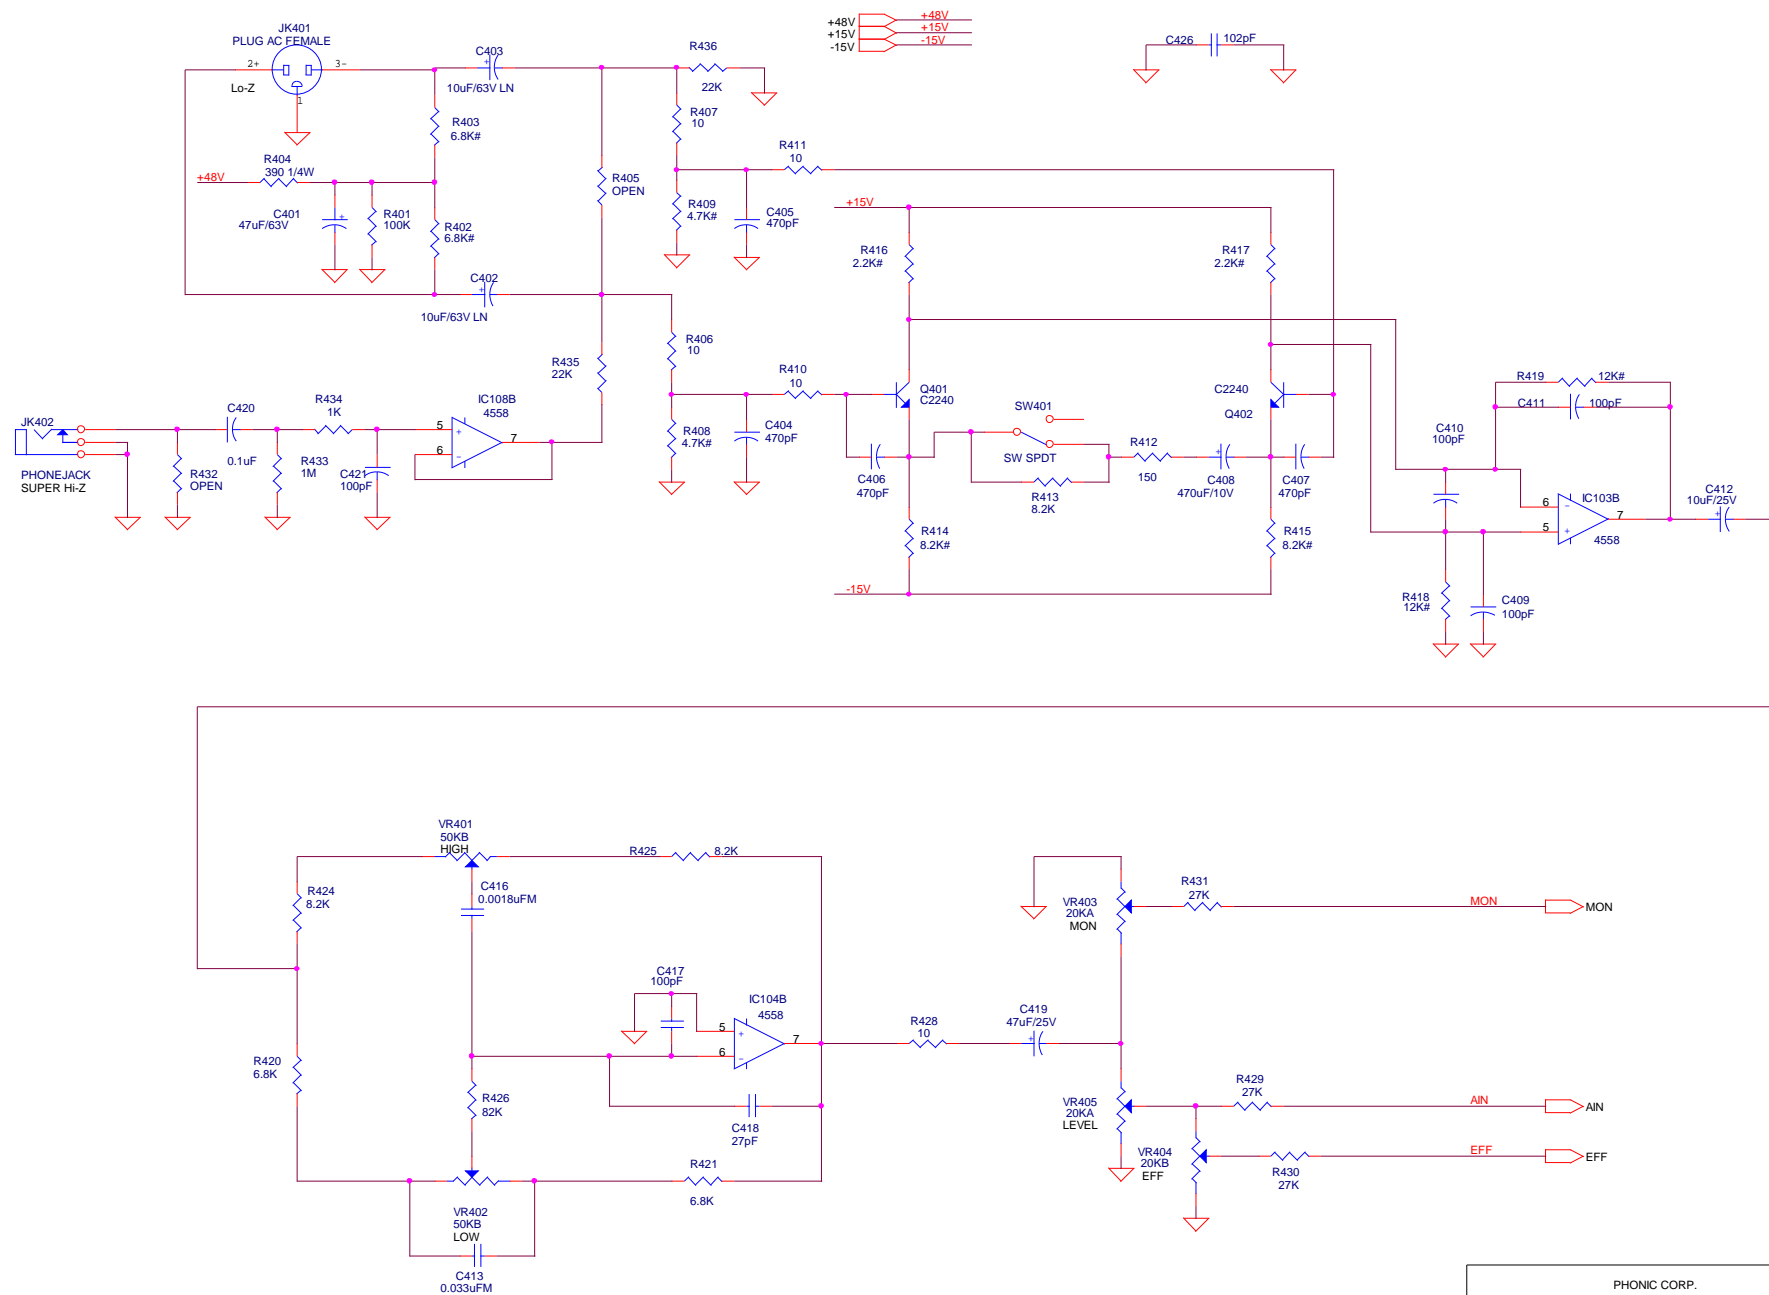 JK401
PLUG AC FEMALE
2+
3-
1
Lo-Z
C403
10uF/63V LN
R436
22K
+48V
+15V
-15V
+48V
+15V
-15V
C426
102pF
R403
6.8K#
R407
10
R411
10
R404
390 1/4W
+48V
R405
OPEN
C401
47uF/63V
R401
100K
R402
6.8K#
R409
4.7K#
C405
470pF
+15V
R416
2.2K#
R417
2.2K#
C402
10uF/63V LN
R406
10
R435
22K
R410
10
Q401
C2240
C2240
Q402
SW401
SW SPDT
R419
12K#
C411
100pF
JK402
PHONEJACK
SUPER Hi-Z
C420
0.1uF
R434
1K
IC108B
4558
5
6
7
+
−
R432
OPEN
R433
1M
C421
100pF
R408
4.7K#
C404
470pF
C406
470pF
R413
8.2K
R412
150
C408
470uF/10V
C407
470pF
C410
100pF
IC103B
4558
6
5
7
−
+
C412
10uF/25V
R414
8.2K#
R415
8.2K#
-15V
R418
12K#
C409
100pF
VR401
50KB
HIGH
R425
8.2K
R424
8.2K
C416
0.0018uFM
VR403
20KA
MON
R431
27K
MON
MON
C417
100pF
IC104B
4558
5
6
7
+
−
R428
10
C419
47uF/25V
R420
6.8K
R426
82K
C418
27pF
VR405
20KA
LEVEL
R429
27K
AIN
AIN
VR404
20KB
EFF
R430
27K
EFF
EFF
R421
6.8K
VR402
50KB
LOW
C413
0.033uFM
PHONIC CORP.